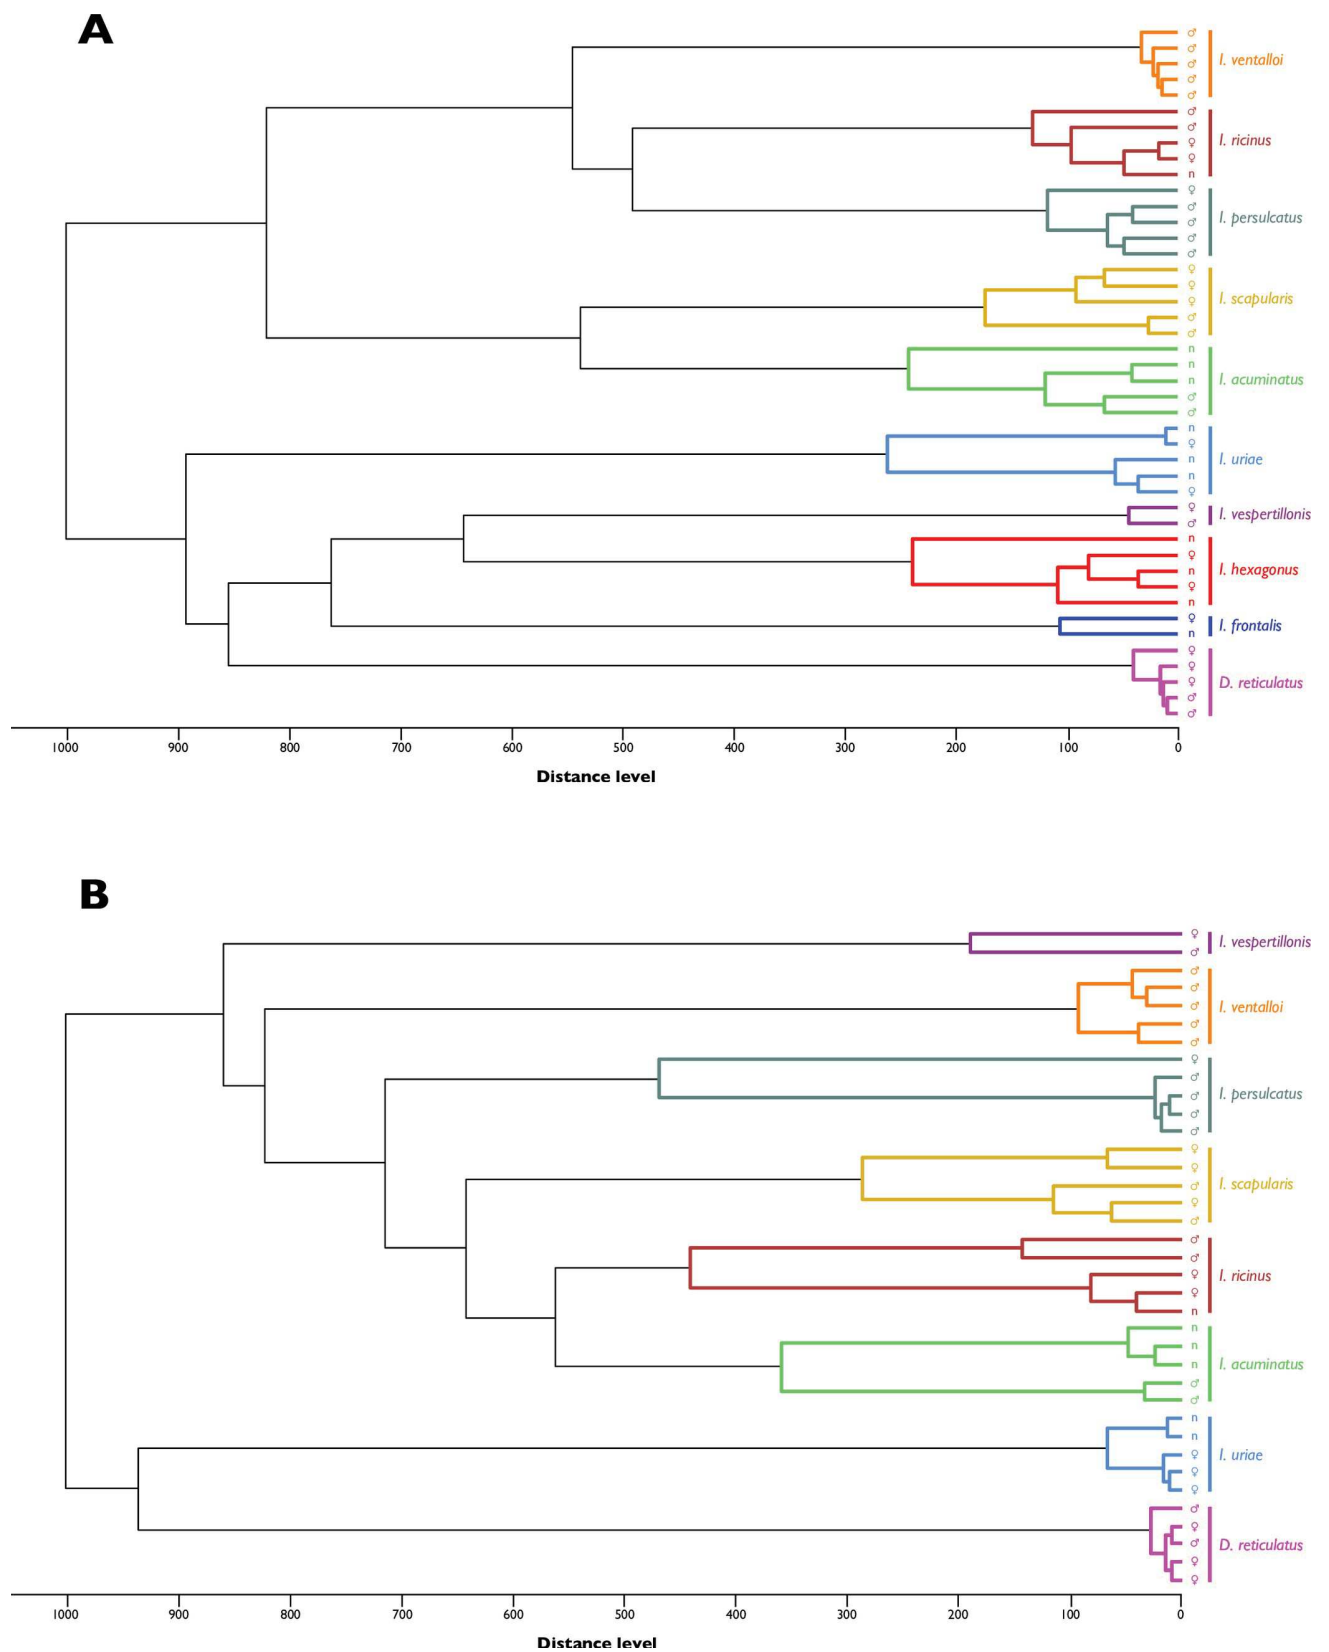 A
♂
♂ I. ventalloi
♂
♂
♂
♂
♂ I. ricinus
♀
♀
n
♀
♂ I. persulcatus
♂
♂
♂
♀
♀ I. scapularis
♀
♂
♂
n
n I. acuminatus
n
♂
♂
n
♀
n I. uriae
n
♀
♀ I. vespertillonis
♂
n
♀
n I. hexagonus
♀
n
♀ I. frontalis
n
♀
♀
♀ D. reticulatus
♂
♂
1000 900 800 700 600 500 400 300 200 100 0
Distance level
B
♀ I. vespertillonis
♂
♂
♂
♂ I. ventalloi
♂
♂
♀
♂
♂ I. persulcatus
♂
♂
♀
♀
♂ I. scapularis
♀
♂
♂
♂
♀ I. ricinus
♀
n
n
n
n I. acuminatus
♂
♂
n
n
♀ I. uriae
♀
♀
♂
♀
♂ D. reticulatus
♀
♀
1000 900 800 700 600 500 400 300 200 100 0
Distance level